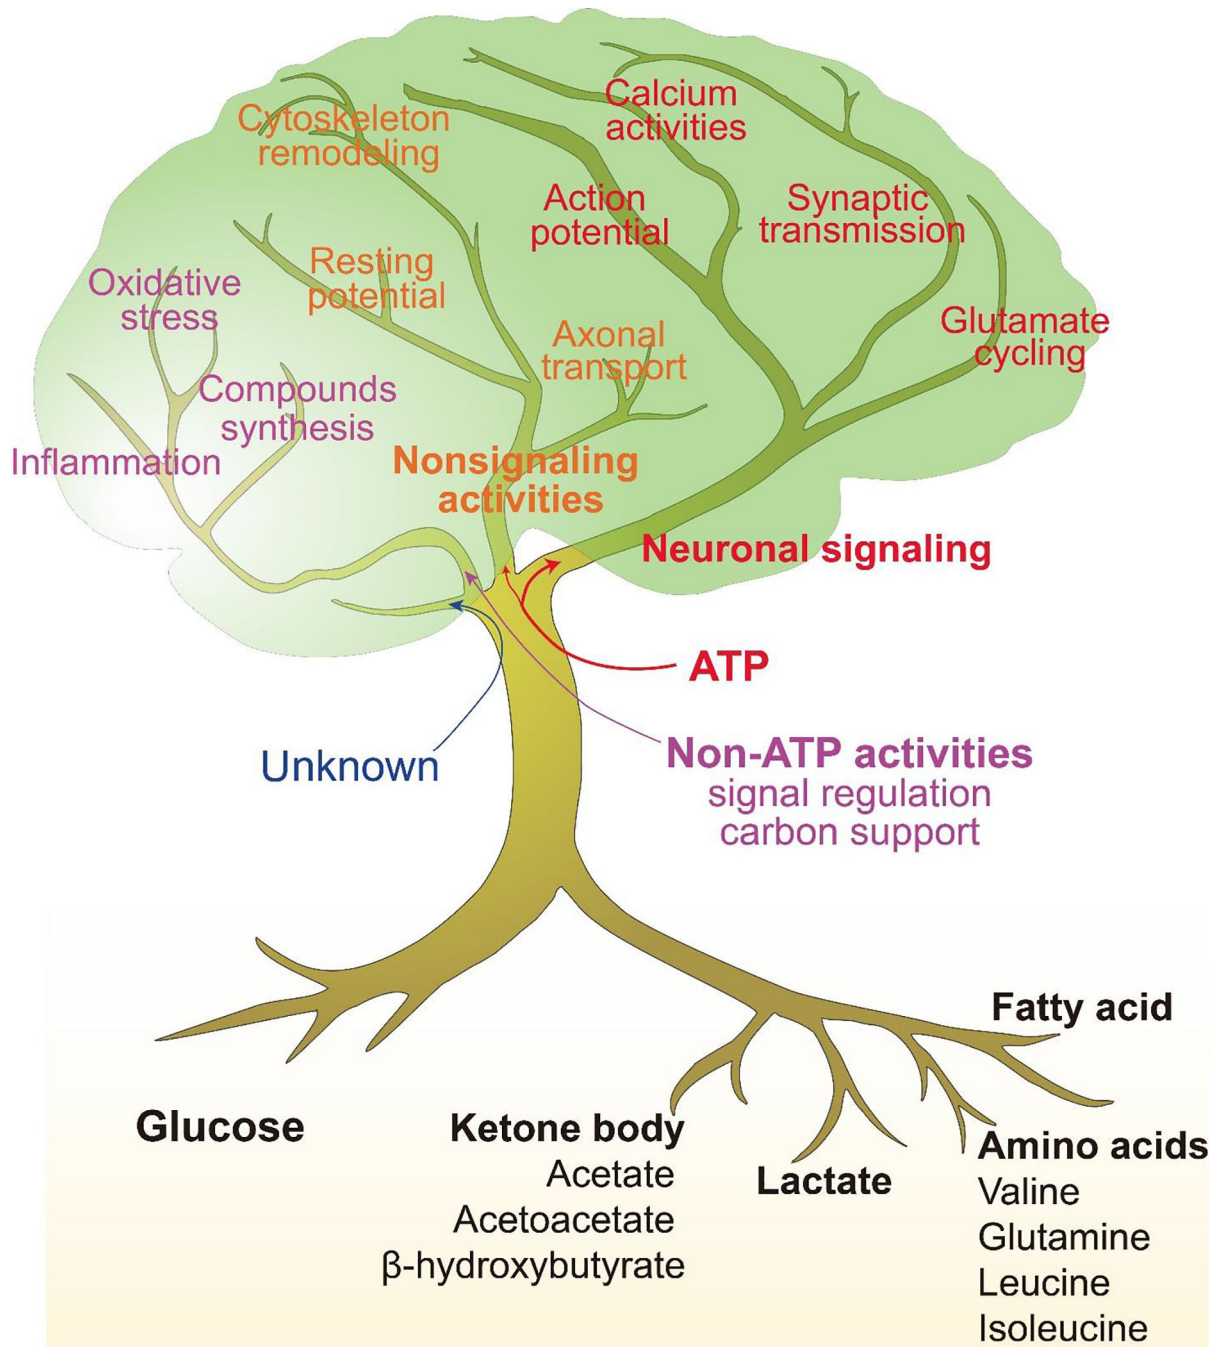 Calcium
activities
Cytoskeleton
remodeling
Action
potential
Synaptic
transmission
Resting
potential
Oxidative
stress
Axonal
transport
Glutamate
cycling
Compounds
synthesis
Inflammation
Nonsignaling
activities
Neuronal signaling
ATP
Unknown
Non-ATP activities
signal regulation
carbon support
Fatty acid
Glucose
Ketone body
Acetate
Acetoacetate
β-hydroxybutyrate
Lactate
Amino acids
Valine
Glutamine
Leucine
Isoleucine